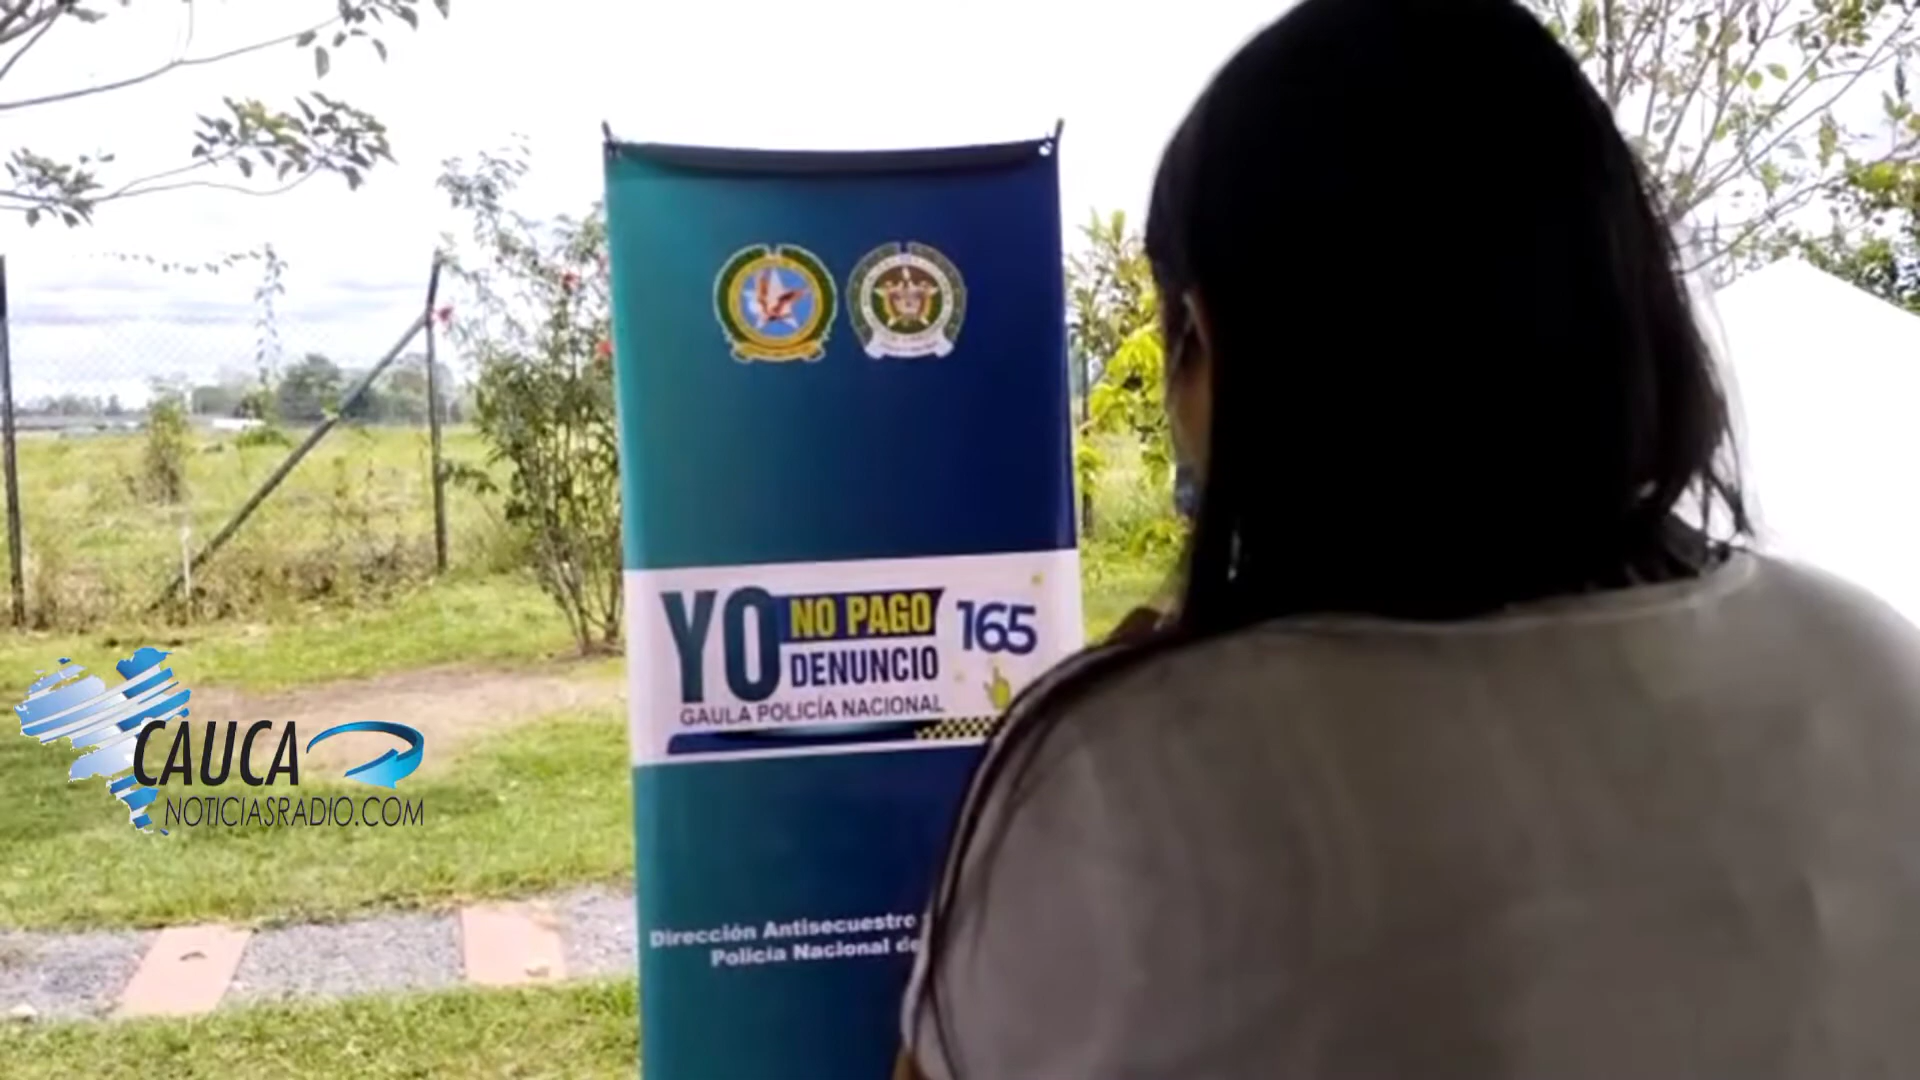 YO NO PAGO 165
DENUNCIO
GAULA POLICÍA NACIONAL
Dirección Antisecuestro
Policía Nacional de
CAUCA
NOTICIASRADIO.COM